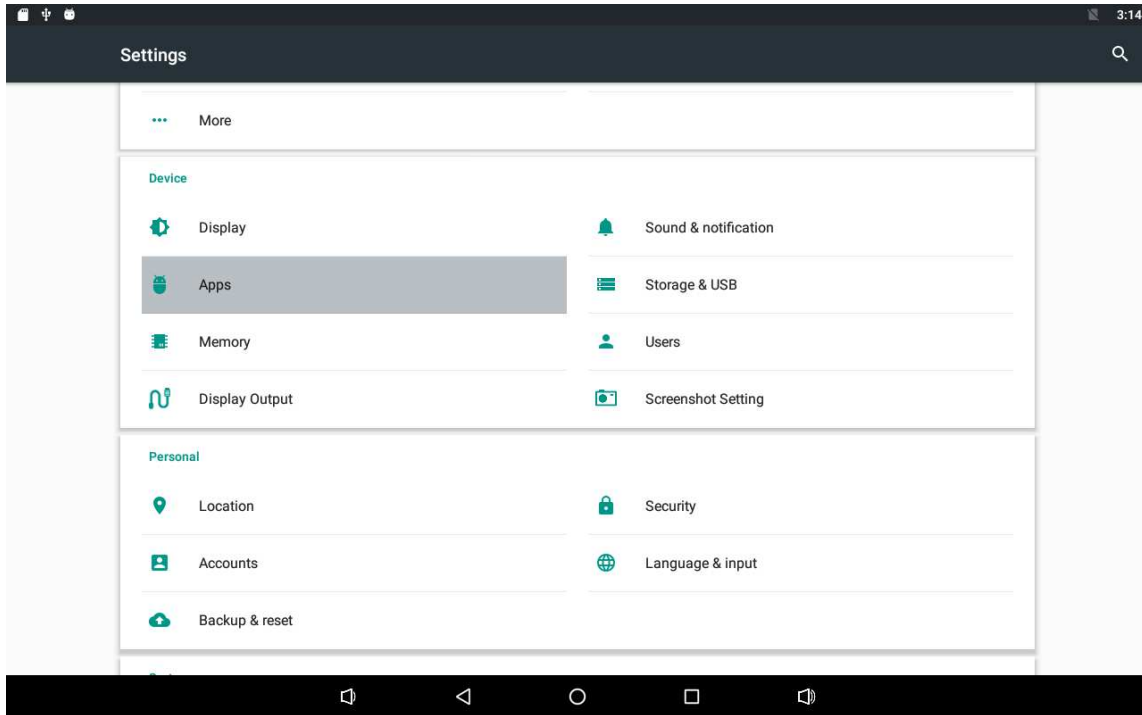 3:14
Settings
More
Device
Display
Sound & notification
Apps
Storage & USB
Memory
Users
Display Output
Screenshot Setting
Personal
Location
Security
Accounts
Language & input
Backup & reset